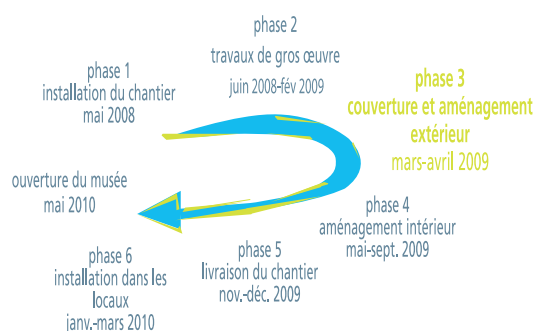 phase 1
installation du chantier
mai 2008
phase 2
travaux de gros œuvre
juin 2008-fév 2009
phase 3
couverture et aménagement
extérieur
mars-avril 2009
phase 4
aménagement intérieur
mai-sept. 2009
phase 5
livraison du chantier
nov.-déc. 2009
phase 6
installation dans les
locaux
janv.-mars 2010
ouverture du musée
mai 2010